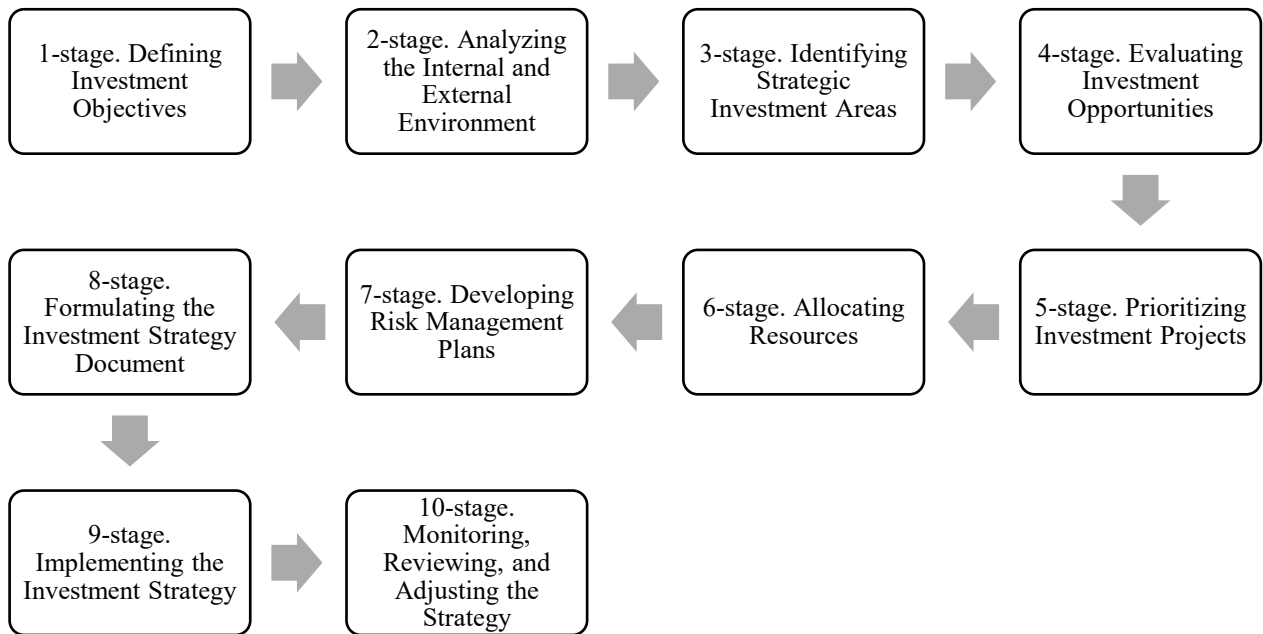 1-stage. Defining
Investment
Objectives
2-stage. Analyzing
the Internal and
External
Environment
3-stage. Identifying
Strategic
Investment Areas
4-stage. Evaluating
Investment
Opportunities
8-stage.
Formulating the
Investment Strategy
Document
7-stage. Developing
Risk Management
Plans
6-stage. Allocating
Resources
5-stage. Prioritizing
Investment Projects
9-stage.
Implementing the
Investment Strategy
10-stage.
Monitoring,
Reviewing, and
Adjusting the
Strategy